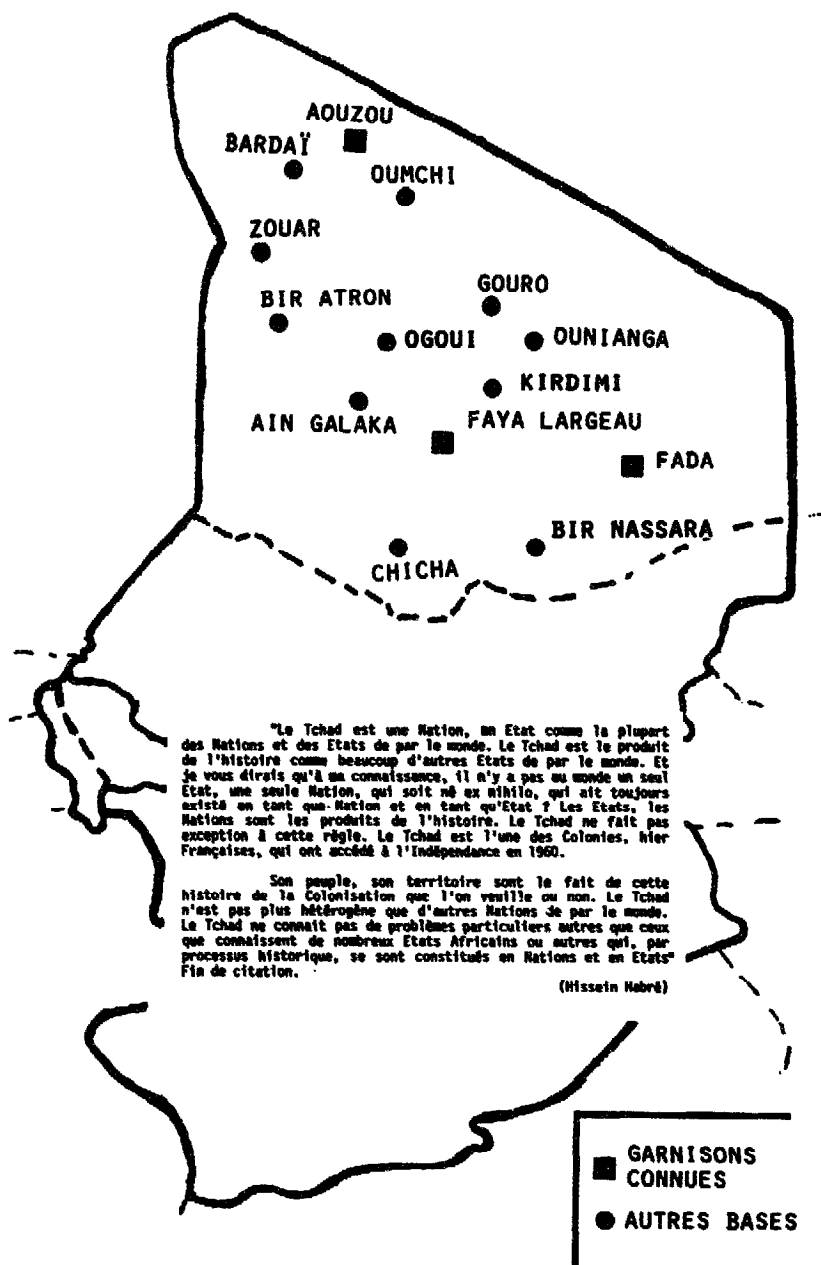 AOUZOU
BARDAÏ
OUMCHI
ZOUAR
GOURO
BIR ATRON
OGOUI
OUNIANGA
KIRDIMI
AIN GALAKA
FAYA LARGEAU
FADA
BIR NASSARA
CHICHA
"Le Tchad est une Nation, un Etat comme la plupart
des Nations et des Etats de par le monde. Le Tchad est le produit
de l'histoire comme beaucoup d'autres Etats de par le monde. Et
je vous dirais qu'à ma connaissance, il n'y a pas au monde un seul
Etat, une seule Nation, qui soit né ex nihilo, qui ait toujours
existé en tant que Nation et en tant qu'Etat ? Les Etats, les
Nations sont les produits de l'histoire. Le Tchad ne fait pas
exception à cette règle. Le Tchad est l'une des Colonies, hier
Françaises, qui ont accédé à l'Indépendance en 1960.
Son peuple, son territoire sont le fait de cette
histoire de la Colonisation que l'on veuille ou non. Le Tchad
n'est pas plus hétérogène que d'autres Nations de par le monde.
Le Tchad ne connait pas de problèmes particuliers autres que ceux
que connaissent de nombreux Etats Africains ou autres qui, par
processus historique, se sont constitués en Nations et en Etats"
Fin de citation.
(Hissein Habré)
GARNISONS
CONNUES
AUTRES BASES